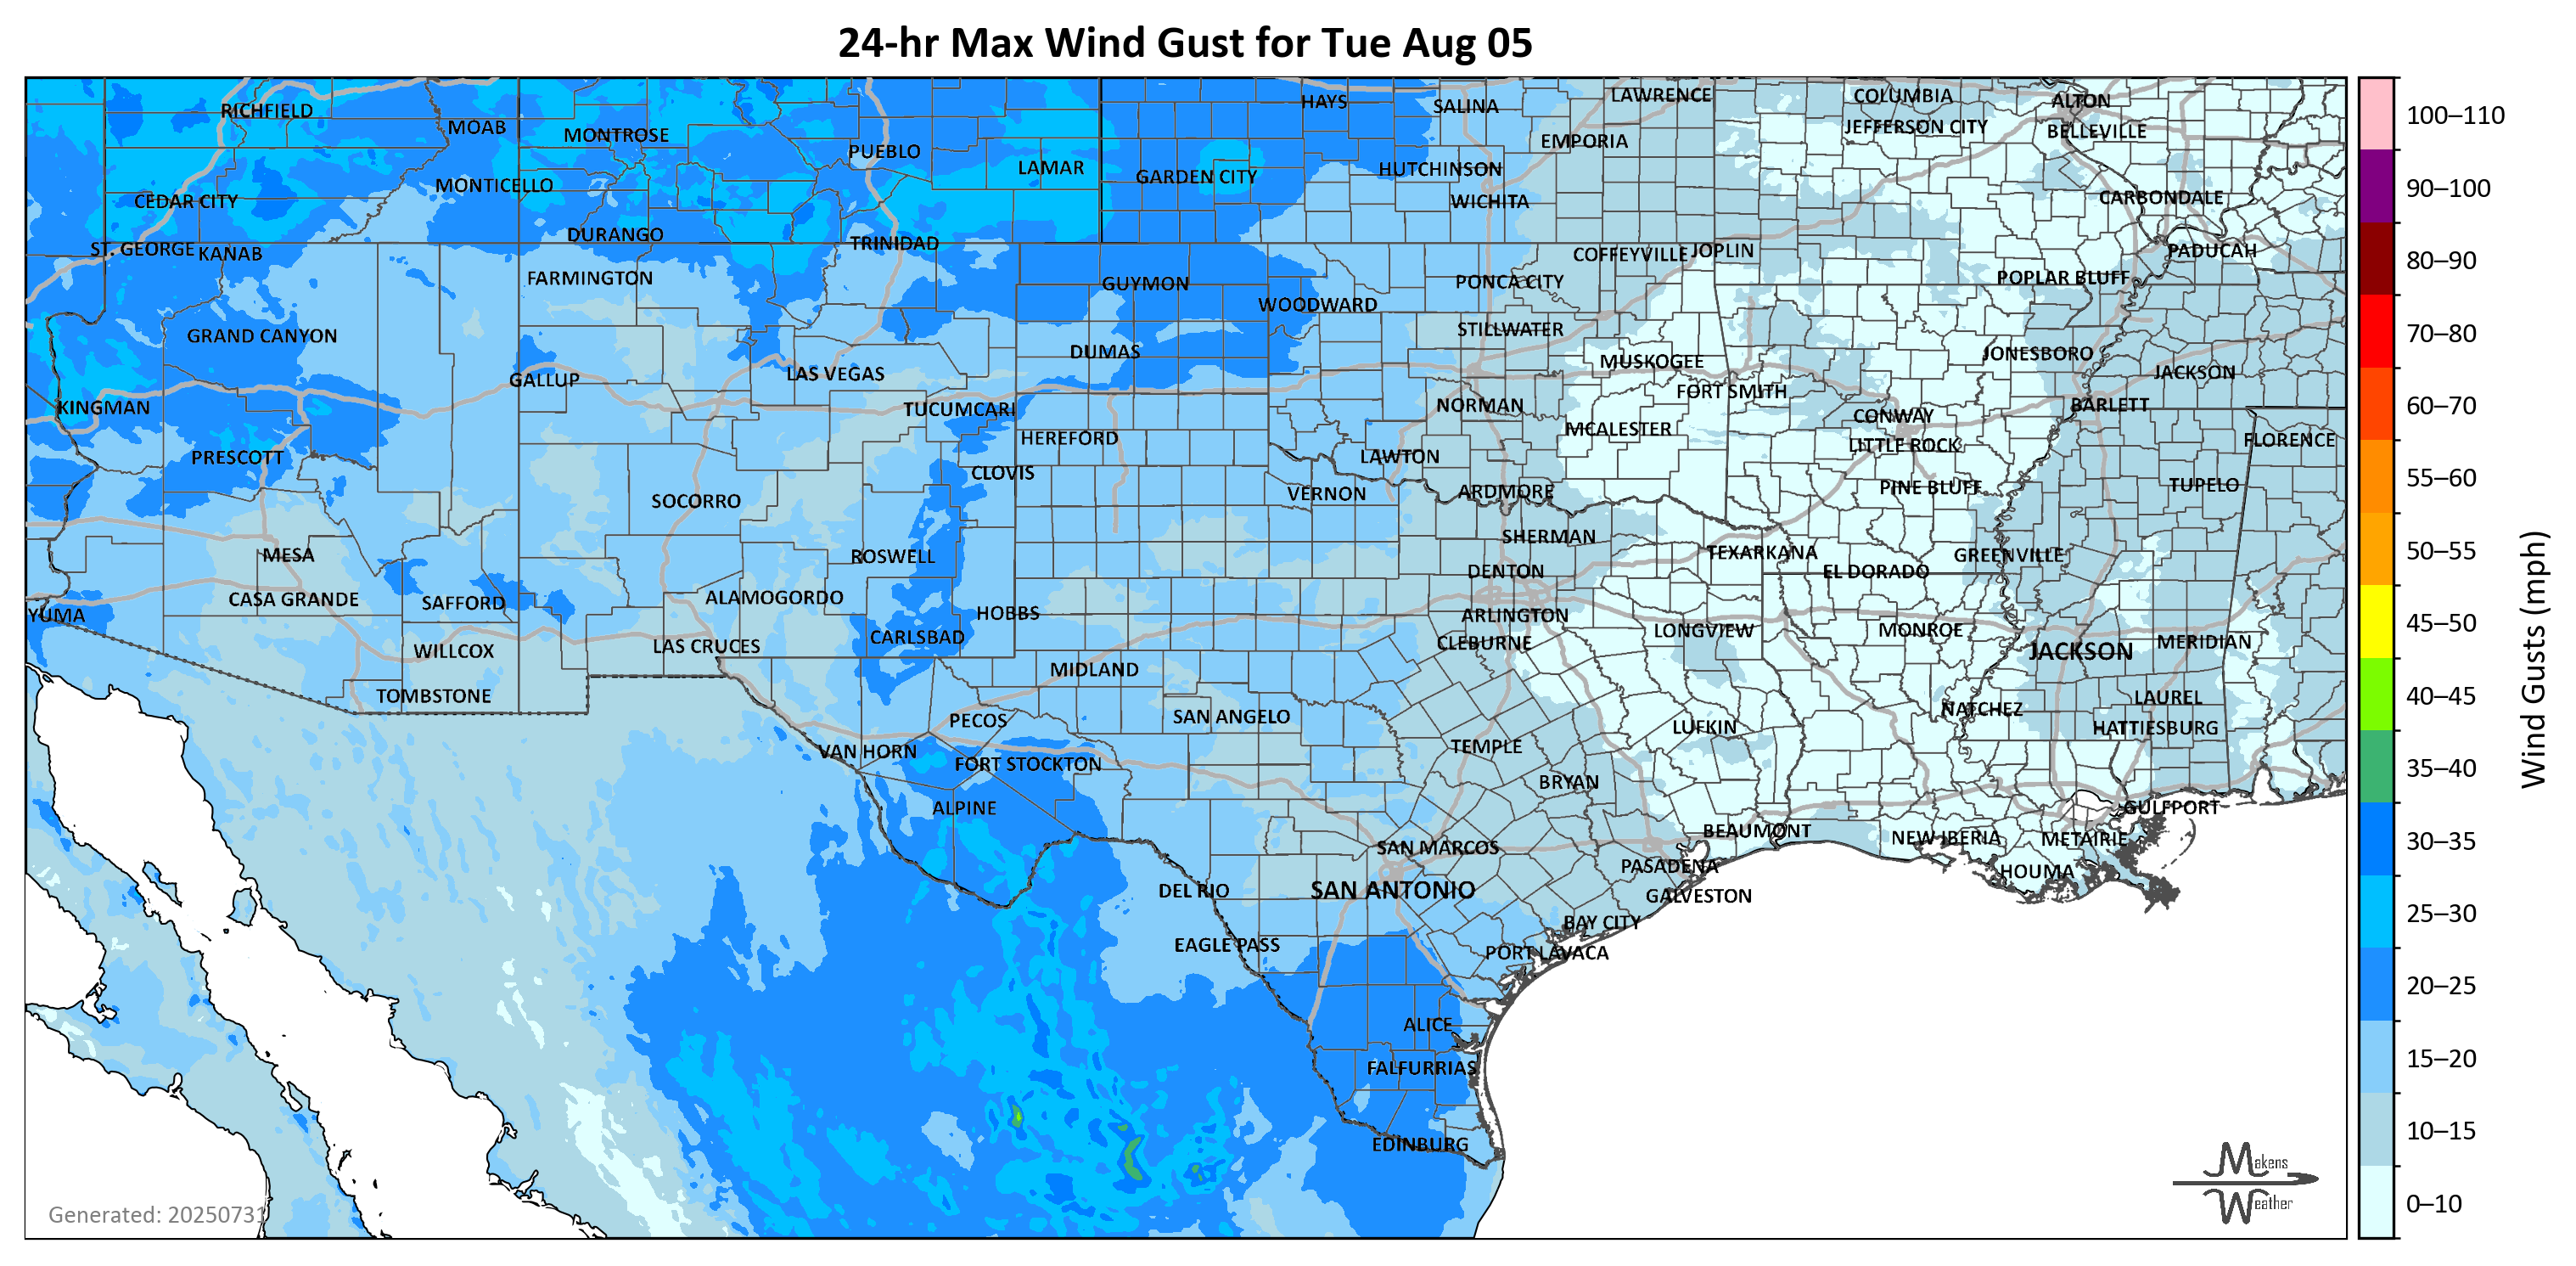 24-hr Max Wind Gust for Tue Aug 05
RICHFIELD
MOAB
MONTROSE
PUEBLO
LAMAR
HAYS
SALINA
LAWRENCE
COLUMBIA
ALTON
EMPORIA
JEFFERSON CITY
BELLEVILLE
GARDEN CITY
HUTCHINSON
MONTICELLO
CEDAR CITY
WICHITA
CARBONDALE
DURANGO
TRINIDAD
ST. GEORGE
KANAB
COFFEYVILLE
JOPLIN
PADUCAH
FARMINGTON
GUYMON
PONCA CITY
POPLAR BLUFF
WOODWARD
GRAND CANYON
STILLWATER
DUMAS
MUSKOGEE
JONESBORO
GALLUP
LAS VEGAS
JACKSON
FORT SMITH
KINGMAN
TUCUMCARI
NORMAN
CONWAY
BARLETT
HEREFORD
MCALESTER
LITTLE ROCK
FLORENCE
PRESCOTT
LAWTON
CLOVIS
SOCORRO
VERNON
ARDMORE
PINE BLUFF
TUPELO
SHERMAN
MESA
ROSWELL
TEXARKANA
GREENVILLE
DENTON
EL DORADO
CASA GRANDE
SAFFORD
ALAMOGORDO
YUMA
HOBBS
ARLINGTON
CARLSBAD
CLEBURNE
LONGVIEW
MONROE
JACKSON
MERIDIAN
WILLCOX
LAS CRUCES
MIDLAND
TOMBSTONE
LAUREL
PECOS
SAN ANGELO
NATCHEZ
LUFKIN
HATTIESBURG
VAN HORN
FORT STOCKTON
TEMPLE
BRYAN
ALPINE
GULFPORT
BEAUMONT
NEW IBERIA
METAIRIE
SAN MARCOS
PASADENA
HOUMA
DEL RIO
SAN ANTONIO
GALVESTON
BAY CITY
EAGLE PASS
PORT LAVACA
ALICE
FALFURRIAS
EDINBURG
Generated: 20250731
Makens
Weather
100–110
90–100
80–90
70–80
60–70
55–60
50–55
45–50
40–45
35–40
30–35
25–30
20–25
15–20
10–15
0–10
Wind Gusts (mph)